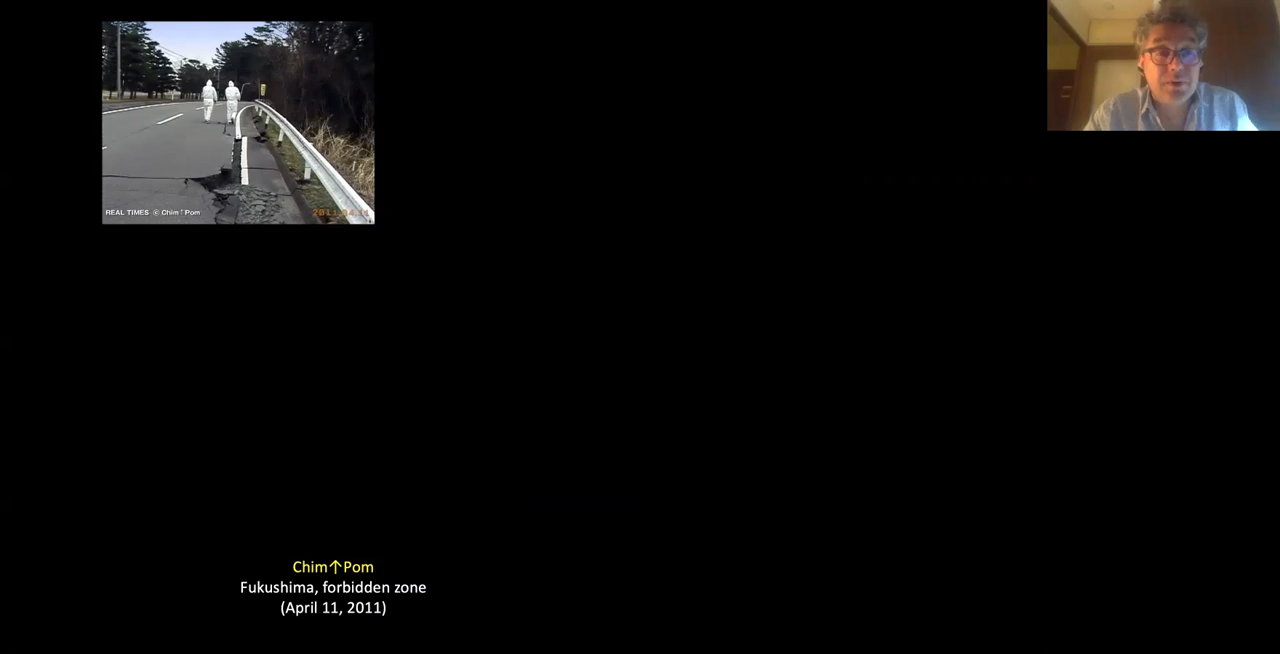 REAL TIMES © Chim↑Pom
Chim↑Pom
Fukushima, forbidden zone
(April 11, 2011)